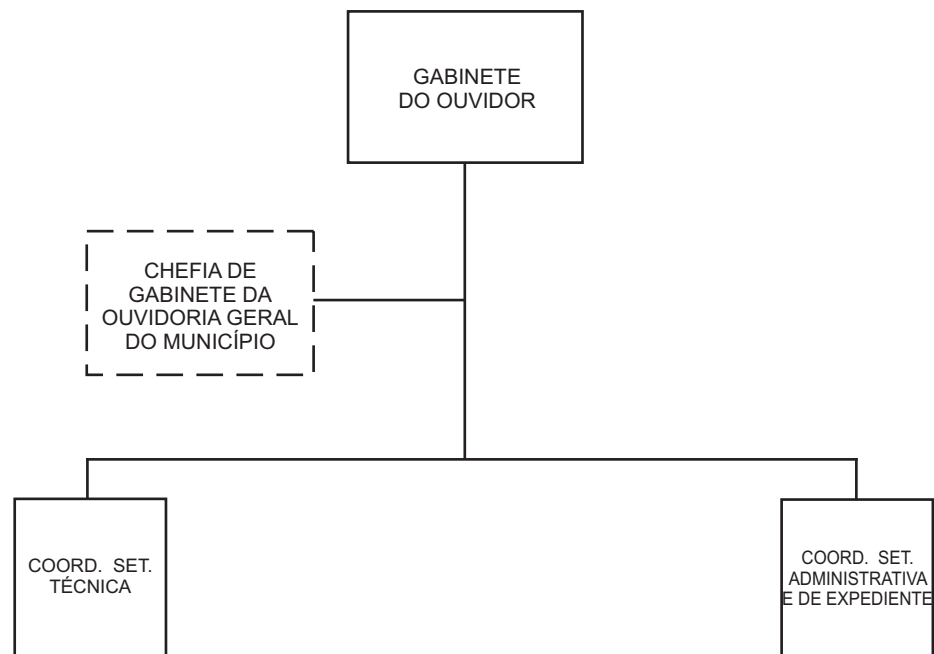 GABINETE
DO OUVIDOR
CHEFIA DE
GABINETE DA
OUVIDORIA GERAL
DO MUNICÍPIO
COORD. SET.
TÉCNICA
COORD. SET.
ADMINISTRATIVA
E DE EXPEDIENTE